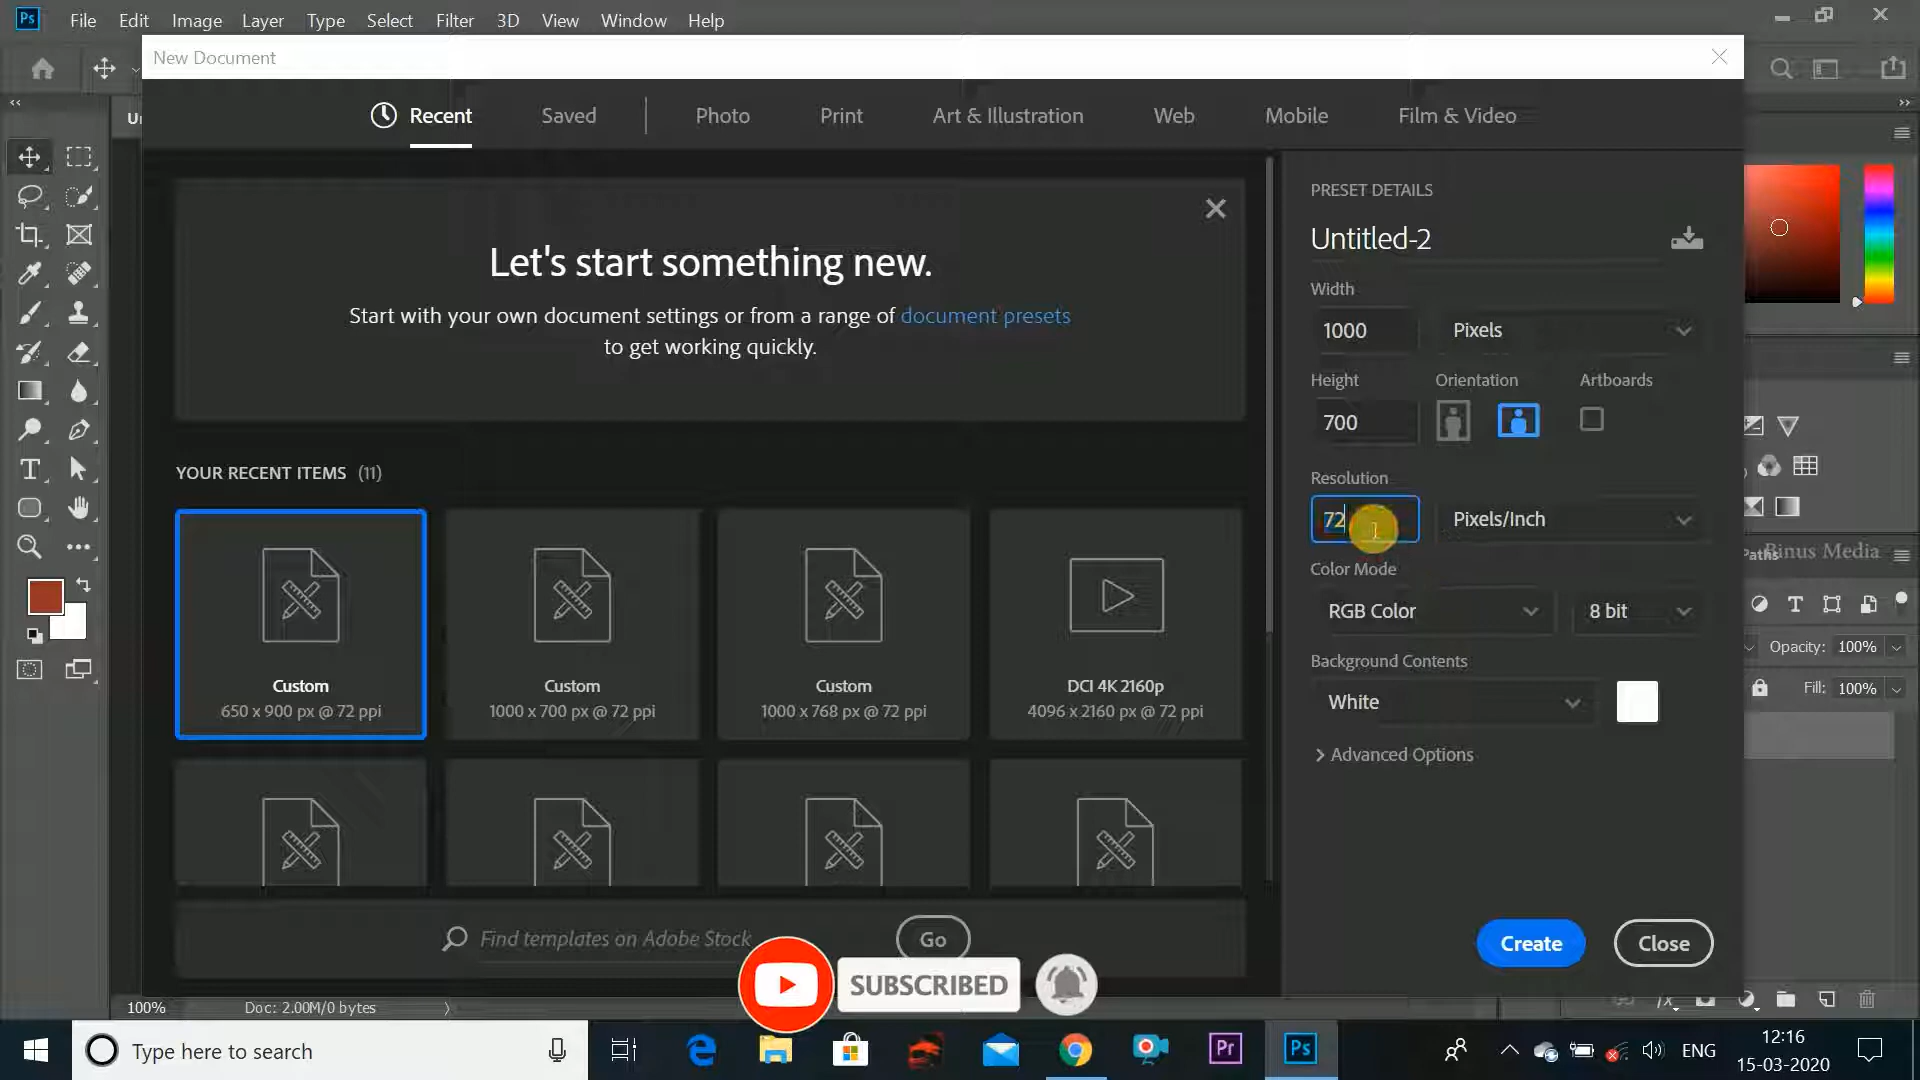 Ps File Edit Image Layer Type Select Filter 3D View Window Help
New Document
Recent Saved Photo Print Art & Illustration Web Mobile Film & Video
Let's start something new.
Start with your own document settings or from a range of document presets
to get working quickly.
YOUR RECENT ITEMS (11)
Custom
650 x 900 px @ 72 ppi
Custom
1000 x 700 px @ 72 ppi
Custom
1000 x 768 px @ 72 ppi
DCI 4K 2160p
4096 x 2160 px @ 72 ppi
Find templates on Adobe Stock
Go
PRESET DETAILS
Untitled-2
Width
1000 Pixels
Height Orientation Artboards
700
Resolution
72 Pixels/Inch
Color Mode
RGB Color 8 bit
Background Contents
White
Advanced Options
Create Close
Paths
Binus Media
Opacity: 100%
Fill: 100%
SUBSCRIBED
100% Doc: 2.00M/0 bytes
Type here to search
Pr Ps
ENG
12:16
15-03-2020